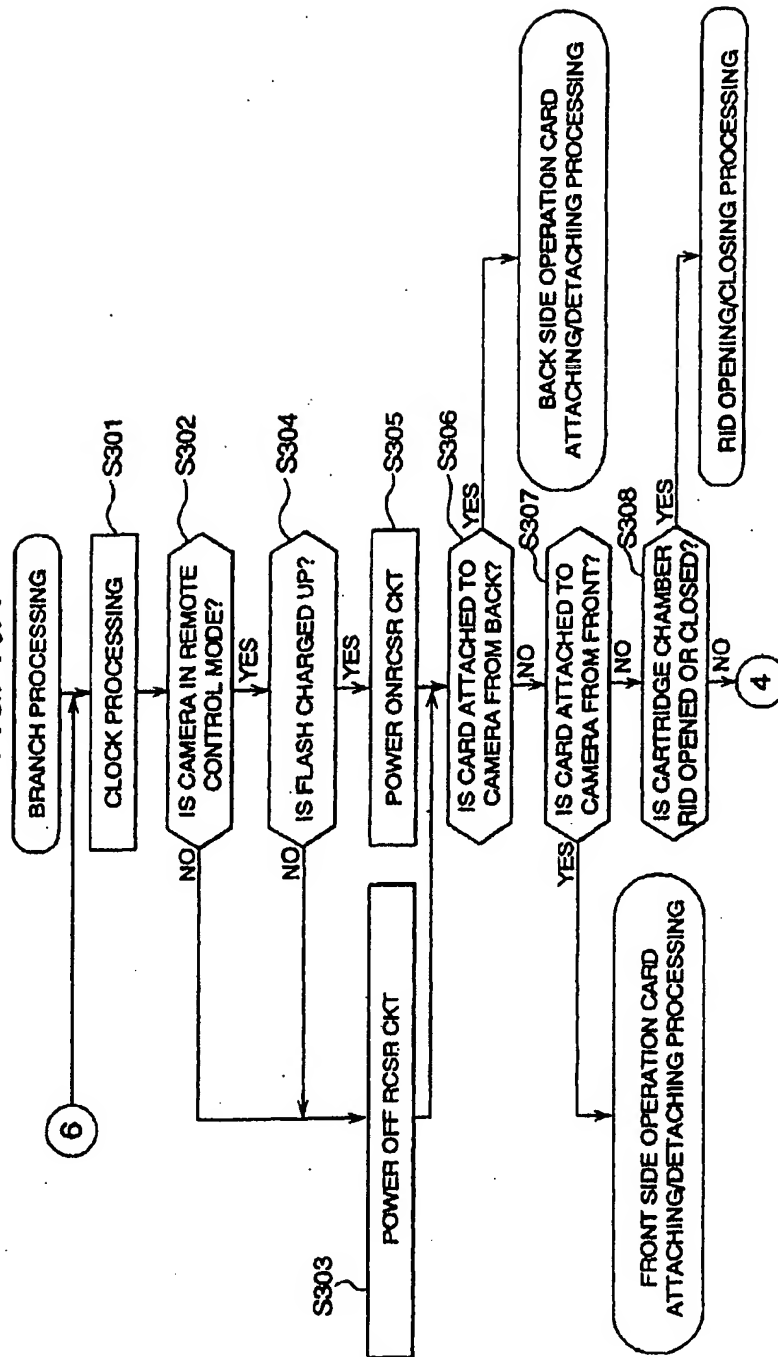 BRANCH PROCESSING
6
CLOCK PROCESSING
S301
IS CAMERA IN REMOTE
CONTROL MODE?
S302
NO
YES
IS FLASH CHARGED UP?
S304
NO
YES
S303
POWER OFF RCSR CKT
POWER ONRCSR CKT
S305
IS CARD ATTACHED TO
CAMERA FROM BACK?
S306
YES
NO
BACK SIDE OPERATION CARD
ATTACHING/DETACHING PROCESSING
IS CARD ATTACHED TO
CAMERA FROM FRONT?
S307
YES
NO
FRONT SIDE OPERATION CARD
ATTACHING/DETACHING PROCESSING
IS CARTRIDGE CHAMBER
RID OPENED OR CLOSED?
S308
YES
NO
RID OPENING/CLOSING PROCESSING
4